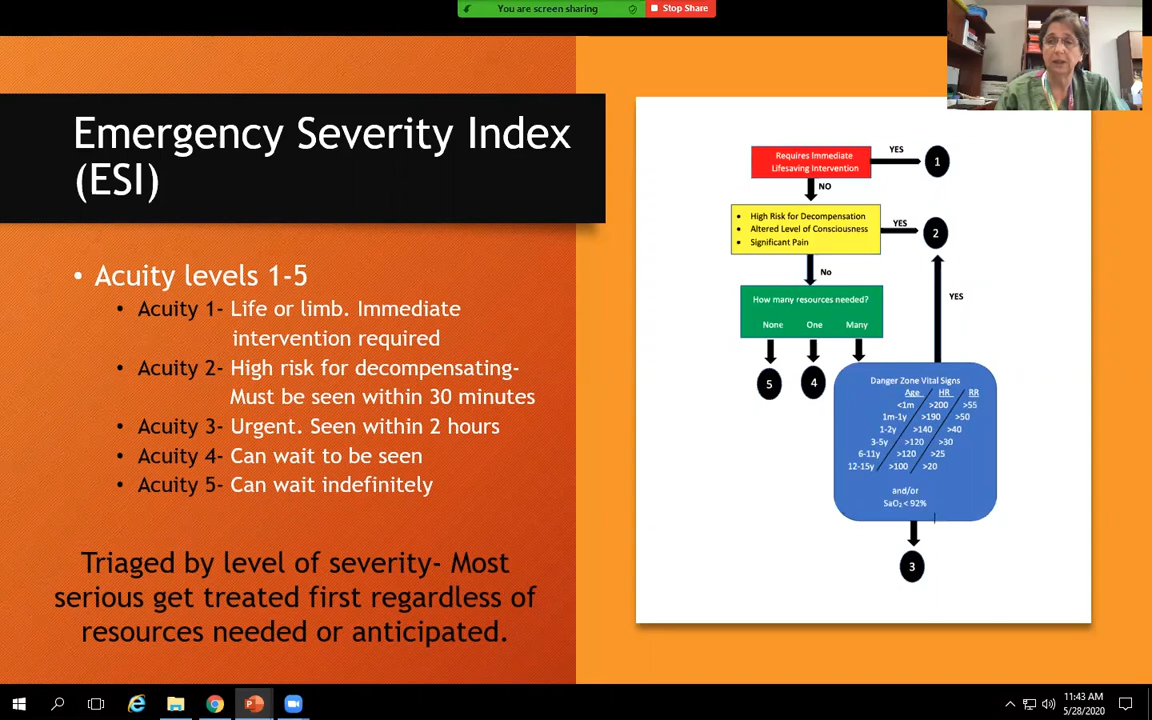 You are screen sharing
Stop Share
Emergency Severity Index
(ESI)
• Acuity levels 1-5
• Acuity 1- Life or limb. Immediate
intervention required
• Acuity 2- High risk for decompensating-
Must be seen within 30 minutes
• Acuity 3- Urgent. Seen within 2 hours
• Acuity 4- Can wait to be seen
• Acuity 5- Can wait indefinitely
Triaged by level of severity- Most
serious get treated first regardless of
resources needed or anticipated.
Requires Immediate
Lifesaving Intervention
YES
1
NO
• High Risk for Decompensation
• Altered Level of Consciousness
• Significant Pain
YES
2
No
How many resources needed?
None One Many
YES
5
4
Danger Zone Vital Signs
Age HR RR
<1m >200 >55
1m-1y >190 >50
1-2y >140 >40
3-5y >120 >30
6-11y >120 >25
12-15y >100 >20
and/or
SaO₂ < 92%
3
11:43 AM
5/28/2020